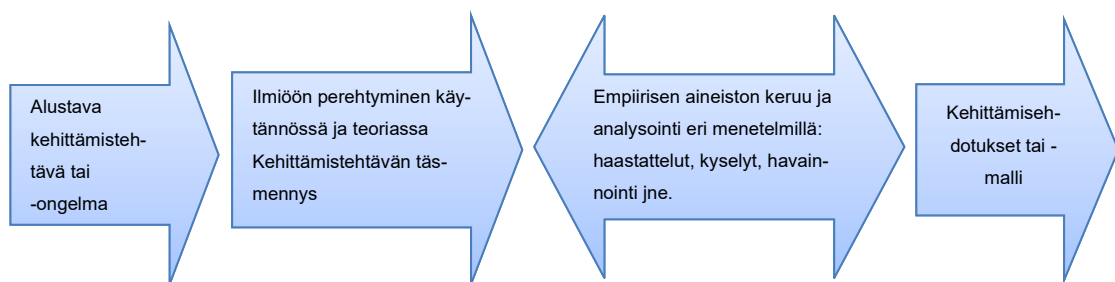 Alustava
kehittämisteh-
tävä tai
-ongelma
Ilmiöön perehtyminen käy-
tännössä ja teoriassa
Kehittämistehtävän täs-
mennys
Empiirisen aineiston keruu ja
analysointi eri menetelmillä:
haastattelut, kyselyt, havain-
nointi jne.
Kehittämiseh-
dotukset tai -
malli